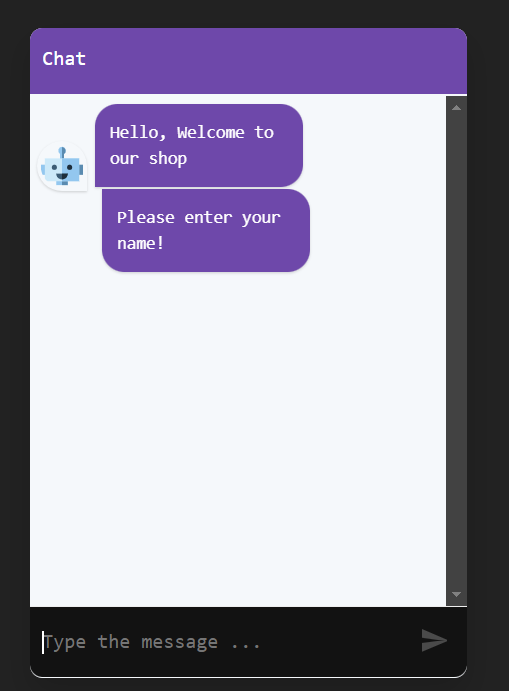 Chat
Hello, Welcome to
our shop
Please enter your
name!
Type the message ...